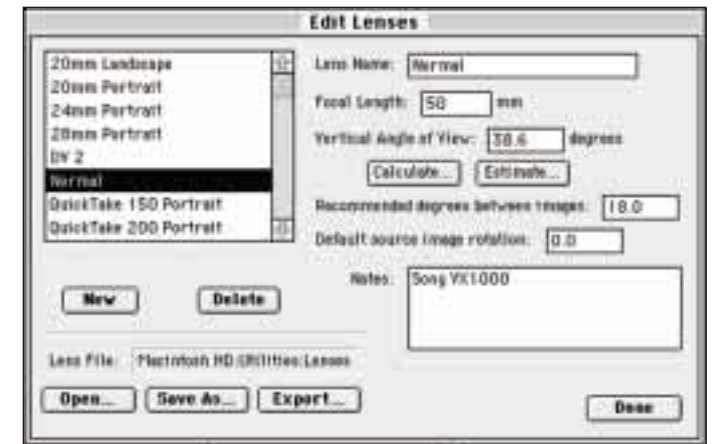 Edit Lenses
20mm Landscape
20mm Portrait
24mm Portrait
28mm Portrait
DV 2
Normal
QuickTake 150 Portrait
QuickTake 200 Portrait
New
Delete
Lens File: Macintosh HD:Utilities:Lenses
Open...
Save As...
Export...
Lens Name: Normal
Focal Length: 50 mm
Vertical Angle of View: 38.6 degrees
Calculate...
Estimate...
Recommended degrees between images: 18.0
Default source image rotation: 0.0
Notes: Sony VX1000
Done